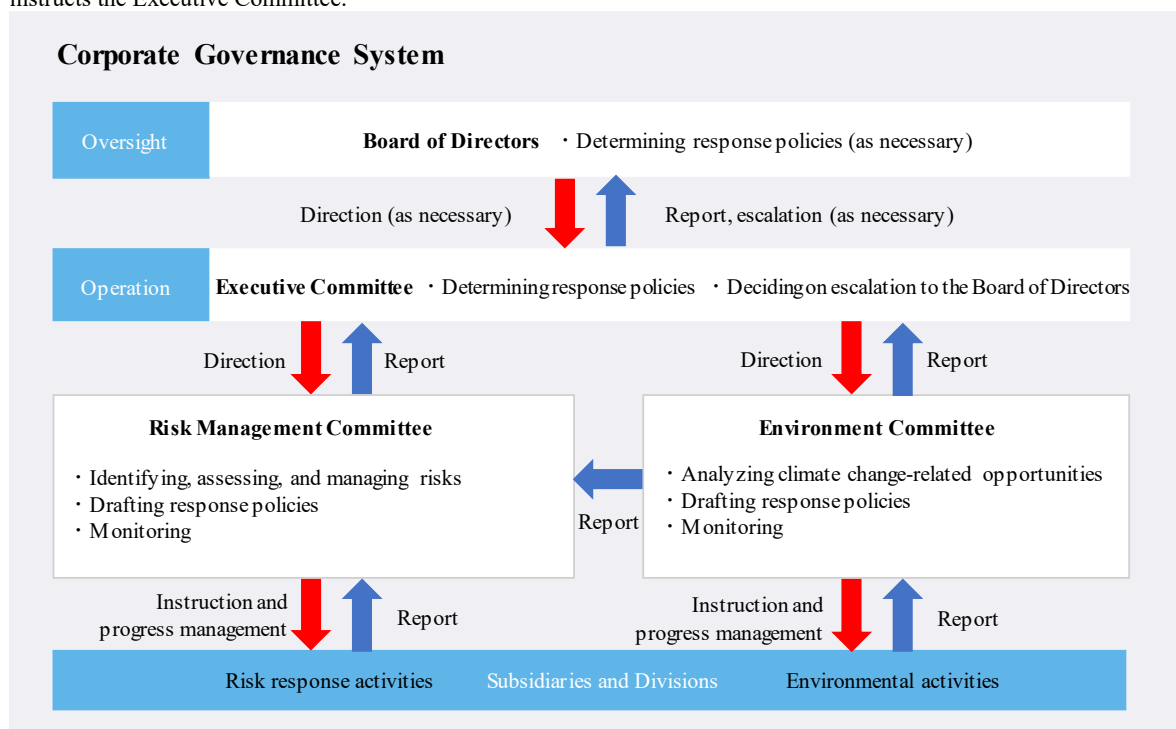 instructs the Executive Committee.
Corporate Governance System
Oversight
Board of Directors ・Determining response policies (as necessary)
Direction (as necessary)
Report, escalation (as necessary)
Operation
Executive Committee ・Determining response policies ・Deciding on escalation to the Board of Directors
Direction
Report
Direction
Report
Risk Management Committee
・Identifying, assessing, and managing risks
・Drafting response policies
・Monitoring
Report
Environment Committee
・Analyzing climate change-related opportunities
・Drafting response policies
・Monitoring
Instruction and
progress management
Report
Instruction and
progress management
Report
Risk response activities
Subsidiaries and Divisions
Environmental activities